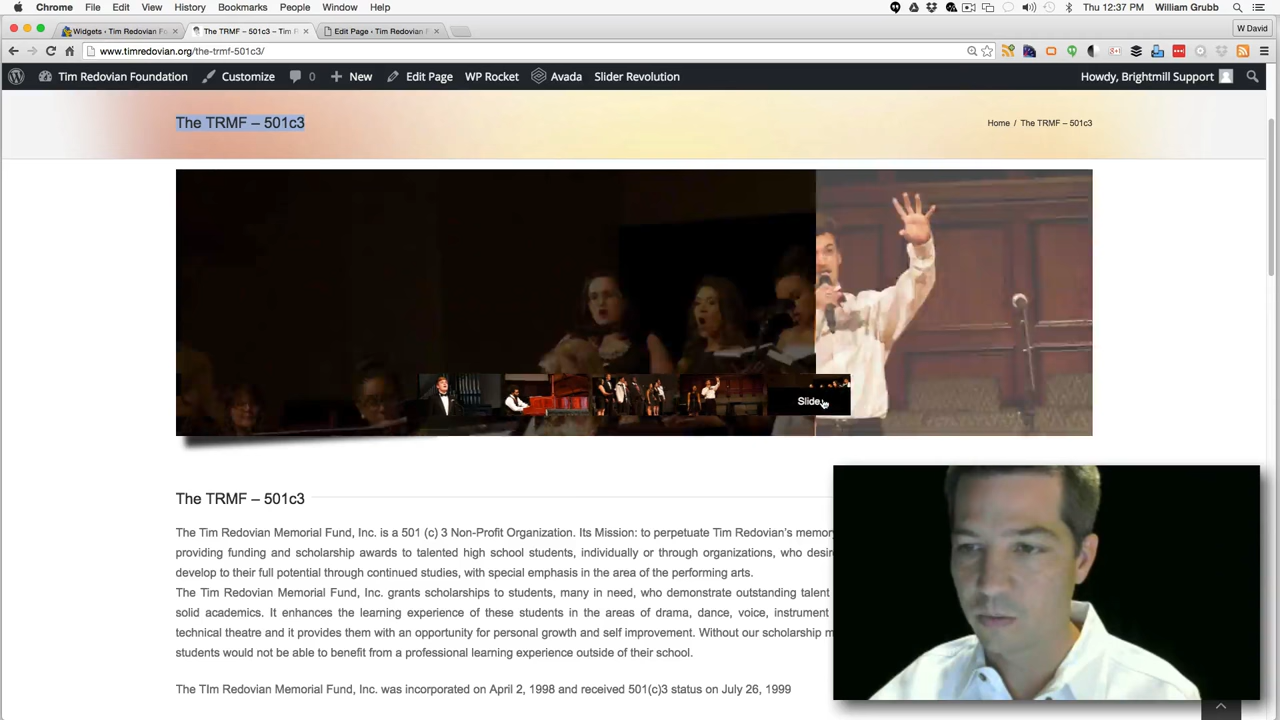 Chrome File Edit View History Bookmarks People Window Help Thu 12:37 PM William Grubb
Widgets ‹ Tim Redovian Fou × The TRMF – 501c3 – Tim F × Edit Page ‹ Tim Redovian F × W David
www.timredovian.org/the-trmf-501c3/
Tim Redovian Foundation Customize 0 New Edit Page WP Rocket Avada Slider Revolution Howdy, Brightmill Support
The TRMF – 501c3 Home / The TRMF – 501c3
Slide
The TRMF – 501c3
The Tim Redovian Memorial Fund, Inc. is a 501 (c) 3 Non-Profit Organization. Its Mission: to perpetuate Tim Redovian's memory
providing funding and scholarship awards to talented high school students, individually or through organizations, who desire
develop to their full potential through continued studies, with special emphasis in the area of the performing arts.
The Tim Redovian Memorial Fund, Inc. grants scholarships to students, many in need, who demonstrate outstanding talent
solid academics. It enhances the learning experience of these students in the areas of drama, dance, voice, instrument
technical theatre and it provides them with an opportunity for personal growth and self improvement. Without our scholarship
students would not be able to benefit from a professional learning experience outside of their school.
The TIm Redovian Memorial Fund, Inc. was incorporated on April 2, 1998 and received 501(c)3 status on July 26, 1999